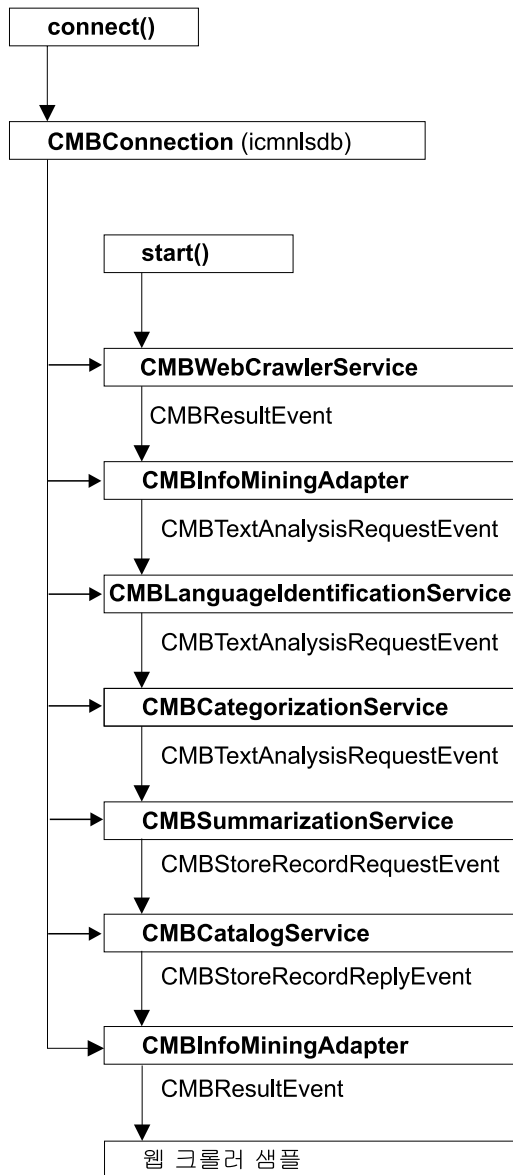 connect()
CMBConnection (icmnlsdb)
start()
CMBWebCrawlerService
CMBResultEvent
CMBInfoMiningAdapter
CMBTextAnalysisRequestEvent
CMBLanguageIdentificationService
CMBTextAnalysisRequestEvent
CMBCategorizationService
CMBTextAnalysisRequestEvent
CMBSummarizationService
CMBStoreRecordRequestEvent
CMBCatalogService
CMBStoreRecordReplyEvent
CMBInfoMiningAdapter
CMBResultEvent
웹 크롤러 샘플